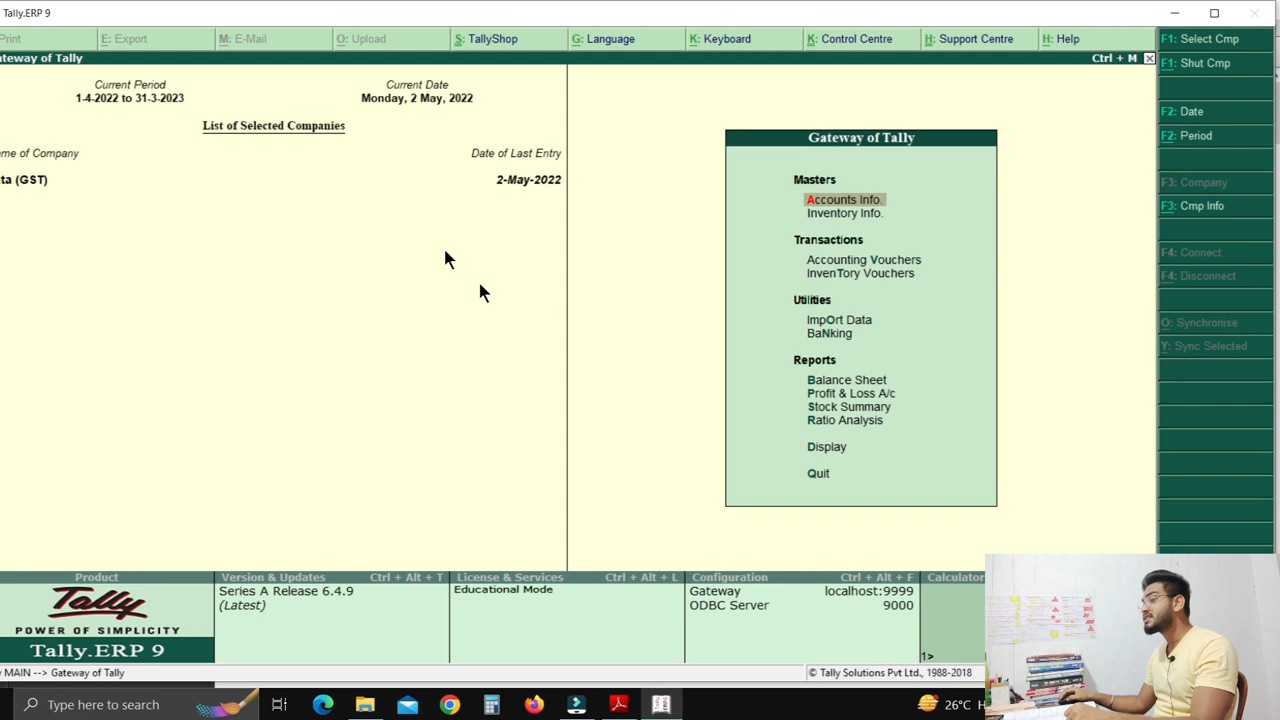 Tally.ERP 9
Print
E: Export
M: E-Mail
O: Upload
S: TallyShop
G: Language
K: Keyboard
K: Control Centre
H: Support Centre
H: Help
F1: Select Cmp
ateway of Tally
Ctrl + M
F1: Shut Cmp
Current Period
1-4-2022 to 31-3-2023
Current Date
Monday, 2 May, 2022
List of Selected Companies
me of Company
Date of Last Entry
ta (GST)
2-May-2022
Gateway of Tally
Masters
Accounts Info.
Inventory Info.
Transactions
Accounting Vouchers
InvenTory Vouchers
Utilities
ImpOrt Data
BaNking
Reports
Balance Sheet
Profit & Loss A/c
Stock Summary
Ratio Analysis
Display
Quit
F2: Date
F2: Period
F3: Company
F3: Cmp Info
F4: Connect
F4: Disconnect
O: Synchronise
Y: Sync Selected
Product
Tally
POWER OF SIMPLICITY
Tally.ERP 9
Version & Updates
Ctrl + Alt + T
Series A Release 6.4.9
(Latest)
License & Services
Ctrl + Alt + L
Educational Mode
Configuration
Ctrl + Alt + F
Gateway
localhost:9999
ODBC Server
9000
Calculator
1>
MAIN --> Gateway of Tally
© Tally Solutions Pvt Ltd., 1988-2018
Type here to search
26°C